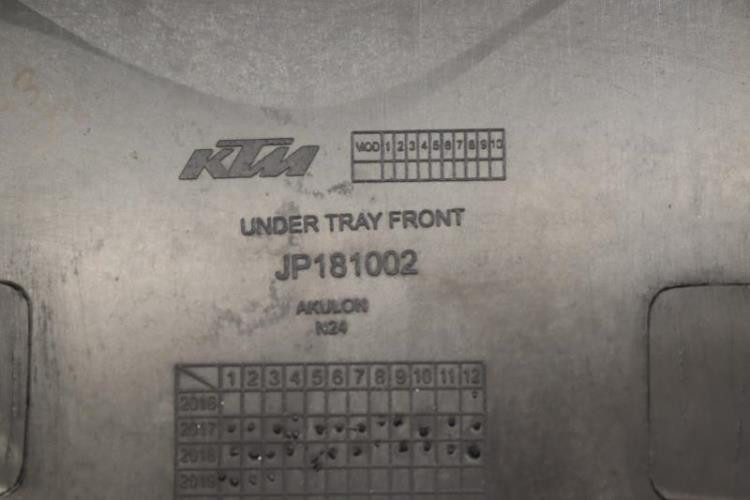 KTM
MOD 1 2 3 4 5 6 7 8 9 10
UNDER TRAY FRONT
JP181002
AKULON
N24
1 2 3 4 5 6 7 8 9 10 11 12
2016
2017
2018
2019